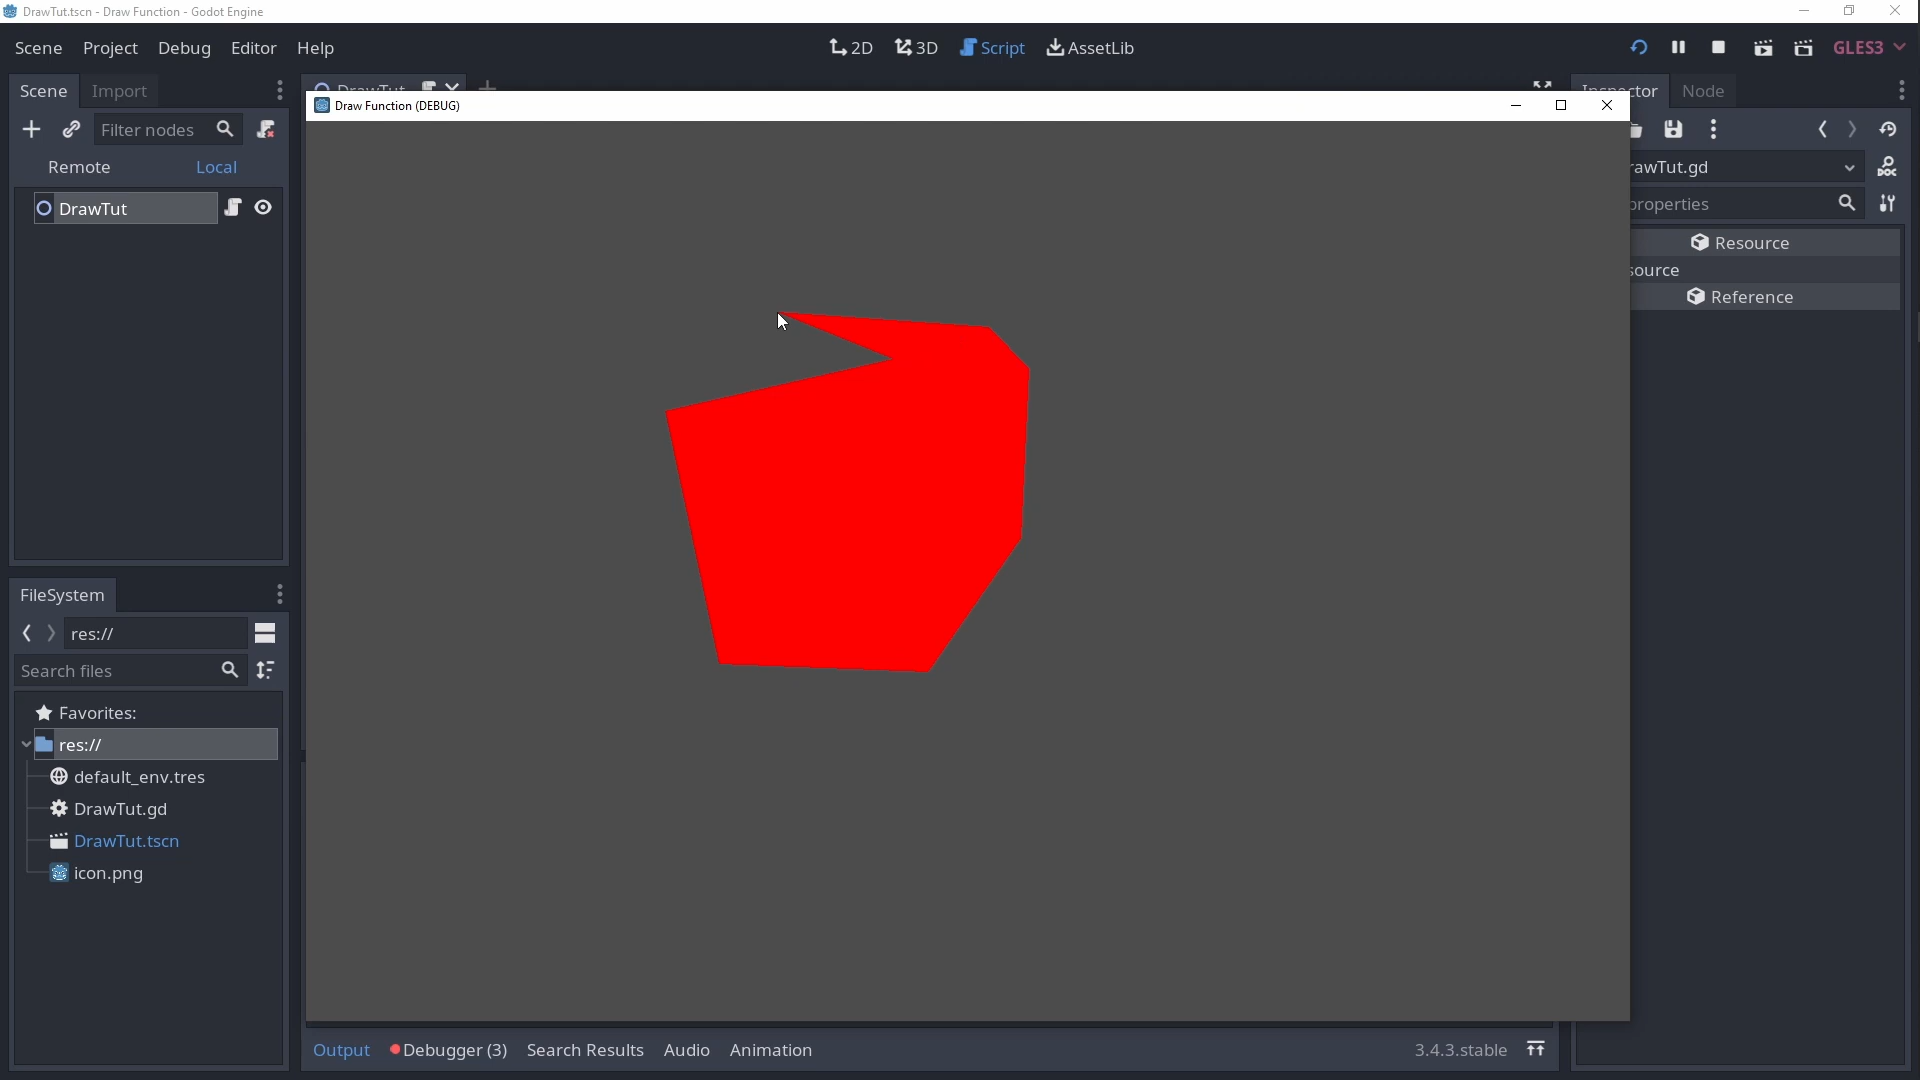 DrawTut.tscn - Draw Function - Godot Engine
Scene Project Debug Editor Help
2D 3D Script AssetLib
GLES3
Scene Import
DrawTut
Inspector Node
Draw Function (DEBUG)
Filter nodes
Remote Local
rawTut.gd
DrawTut
properties
Resource
source
Reference
FileSystem
res://
Search files
Favorites:
res://
default_env.tres
DrawTut.gd
DrawTut.tscn
icon.png
Output Debugger (3) Search Results Audio Animation
3.4.3.stable